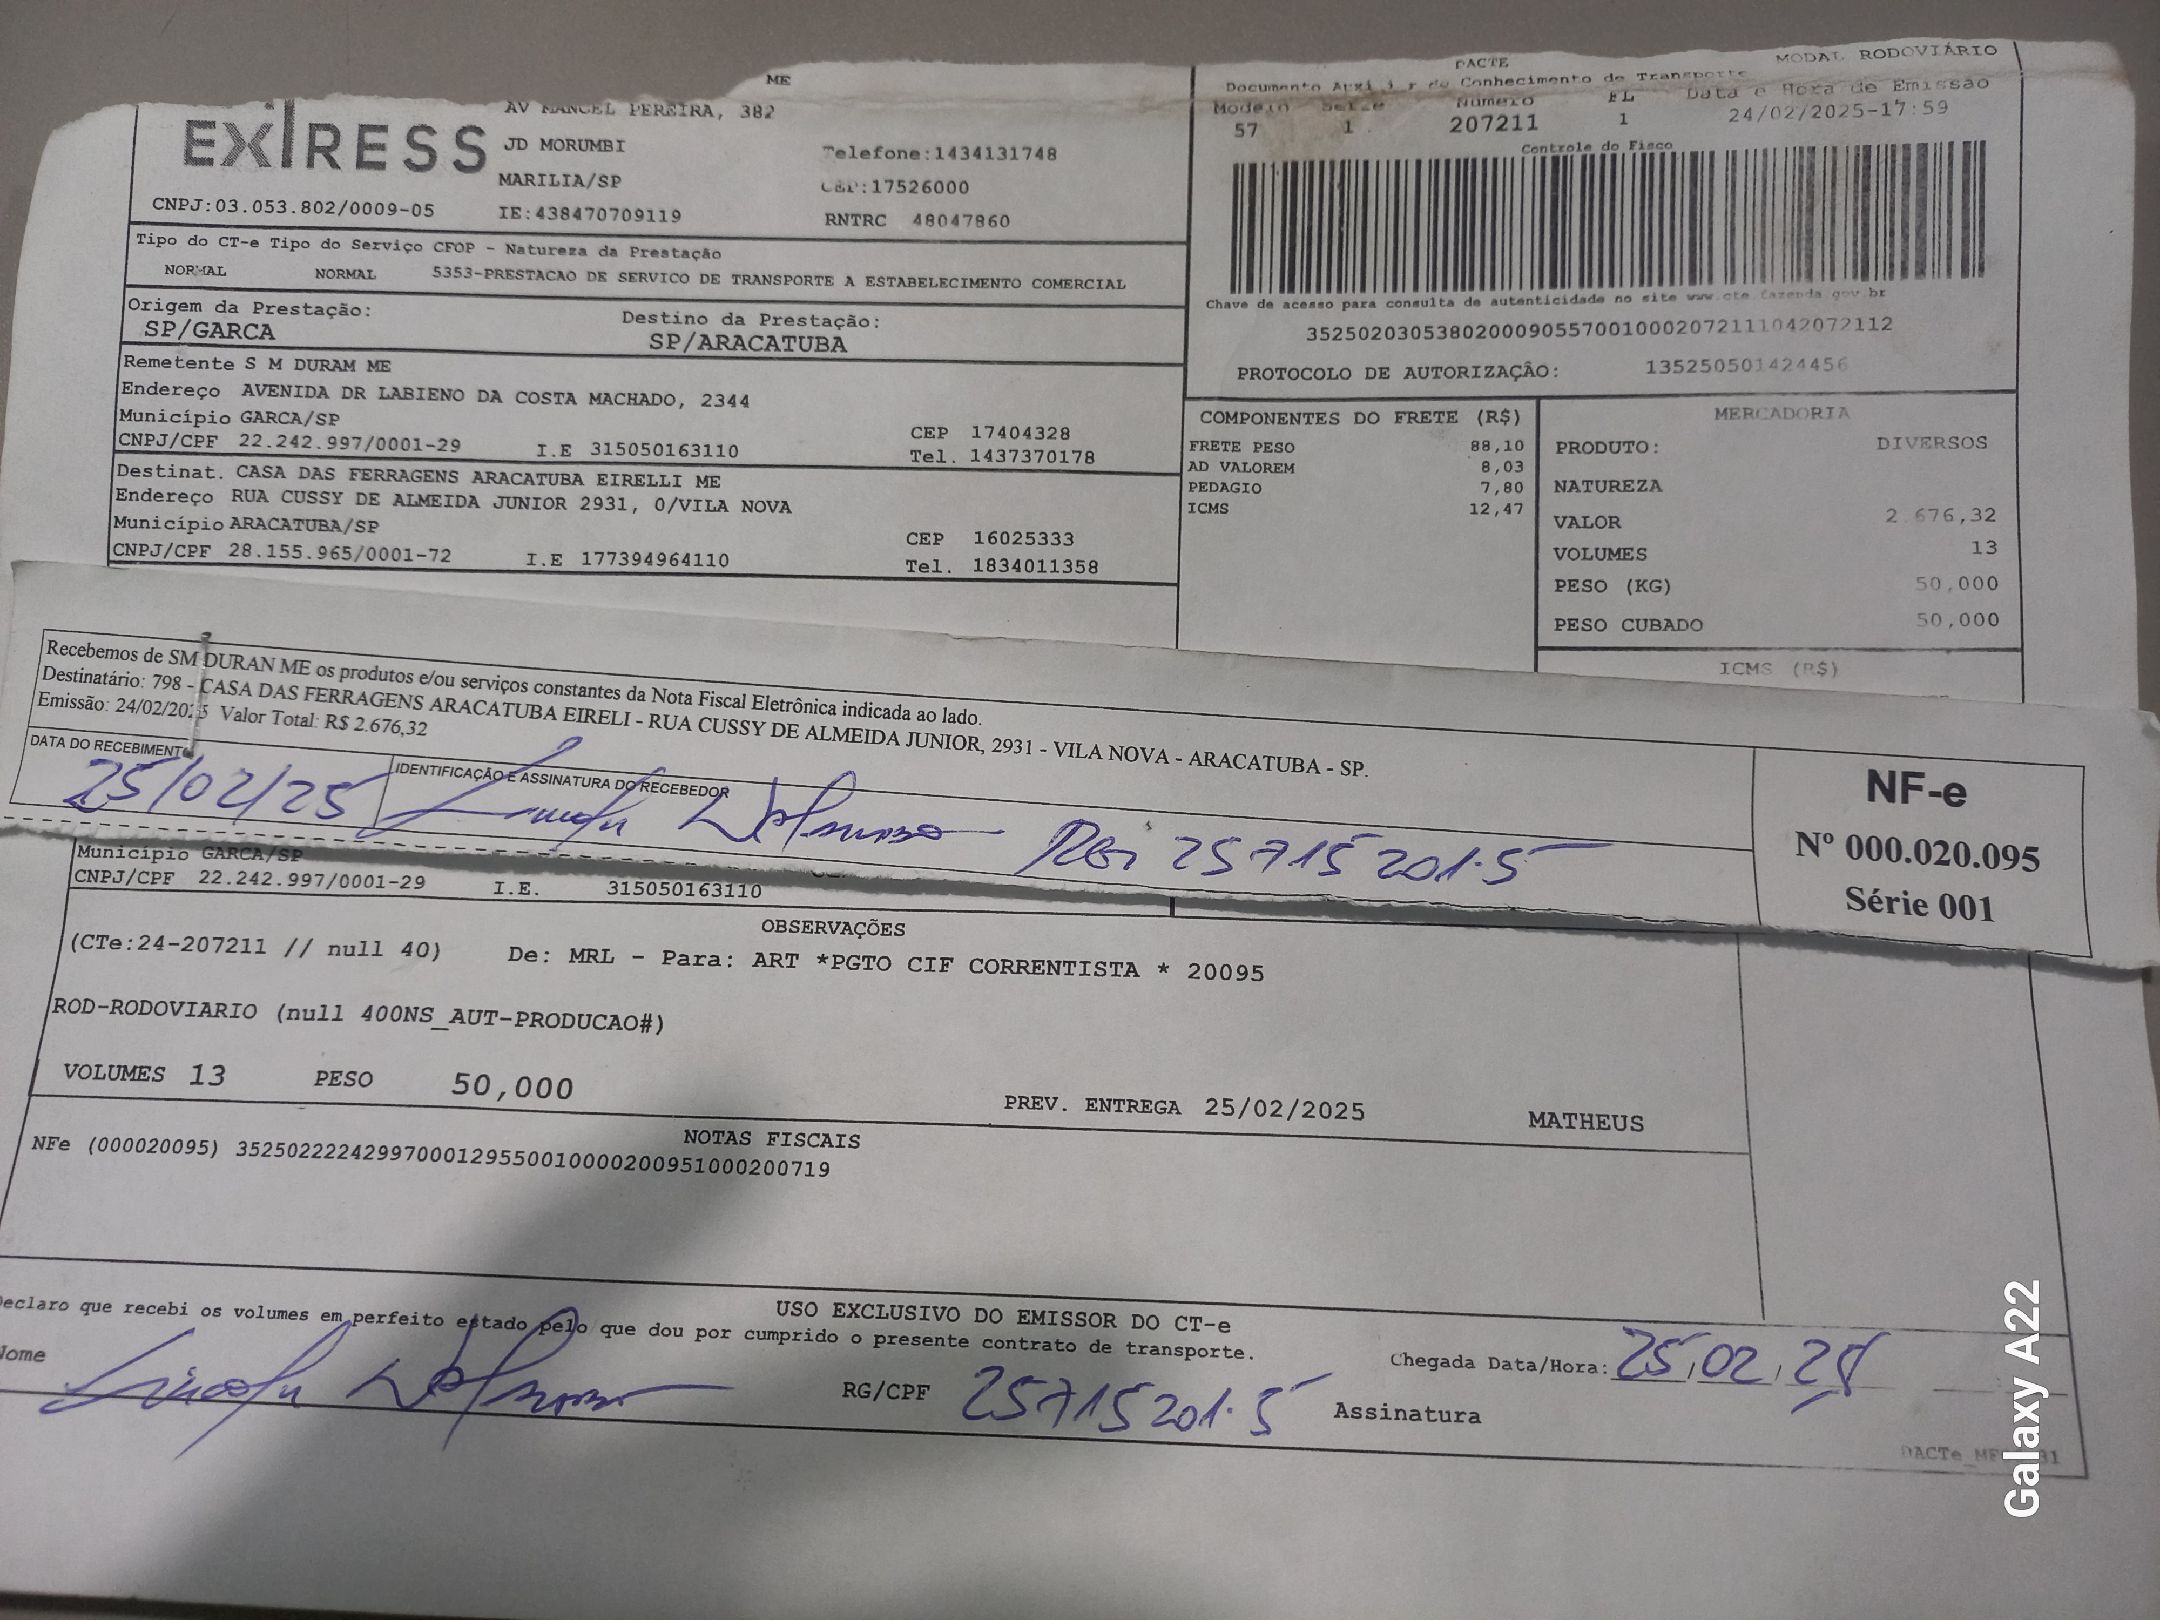 ME
EXPRESS
AV MANOEL PEREIRA, 382
JD MORUMBI
Telefone:1434131748
MARILIA/SP
CEP:17526000
CNPJ:03.053.802/0009-05
IE:438470709119
RNTRC 48047860
Tipo do CT-e Tipo do Serviço CFOP - Natureza da Prestação
NORMAL NORMAL 5353-PRESTACAO DE SERVICO DE TRANSPORTE A ESTABELECIMENTO COMERCIAL
Origem da Prestação:
SP/GARCA
Destino da Prestação:
SP/ARACATUBA
Remetente S M DURAM ME
Endereço AVENIDA DR LABIENO DA COSTA MACHADO, 2344
Município GARCA/SP
CEP 17404328
CNPJ/CPF 22.242.997/0001-29 I.E 315050163110 Tel. 1437370178
Destinat. CASA DAS FERRAGENS ARACATUBA EIRELLI ME
Endereço RUA CUSSY DE ALMEIDA JUNIOR 2931, 0/VILA NOVA
Município ARACATUBA/SP
CEP 16025333
CNPJ/CPF 28.155.965/0001-72 I.E 177394964110 Tel. 1834011358
DACTE
MODAL RODOVIÁRIO
Documento Auxiliar do Conhecimento de Transporte
Modelo Serie Numero FL Data e Hora de Emissão
57 1 207211 1 24/02/2025-17:59
Controle do Fisco
Chave de acesso para consulta de autenticidade no site www.cte.fazenda.gov.br
35250203053802000905570010002072111042072112
PROTOCOLO DE AUTORIZAÇÃO: 135250501424456
COMPONENTES DO FRETE (R$)
FRETE PESO 88,10
AD VALOREM 8,03
PEDAGIO 7,80
ICMS 12,47
MERCADORIA
PRODUTO: DIVERSOS
NATUREZA
VALOR 2.676,32
VOLUMES 13
PESO (KG) 50,000
PESO CUBADO 50,000
ICMS (R$)
Recebemos de SM DURAN ME os produtos e/ou serviços constantes da Nota Fiscal Eletrônica indicada ao lado.
Destinatário: 798 - CASA DAS FERRAGENS ARACATUBA EIRELI - RUA CUSSY DE ALMEIDA JUNIOR, 2931 - VILA NOVA - ARACATUBA - SP.
Emissão: 24/02/2025 Valor Total: R$ 2.676,32
DATA DO RECEBIMENTO
IDENTIFICAÇÃO E ASSINATURA DO RECEBEDOR
25/02/25
RG: 25715201-5
NF-e
Nº 000.020.095
Série 001
Município GARCA/SP
CNPJ/CPF 22.242.997/0001-29 I.E. 315050163110
OBSERVAÇÕES
(CTe:24-207211 // null 40) De: MRL - Para: ART *PGTO CIF CORRENTISTA * 20095
ROD-RODOVIARIO (null 400NS_AUT-PRODUCAO#)
VOLUMES 13 PESO 50,000
PREV. ENTREGA 25/02/2025 MATHEUS
NOTAS FISCAIS
NFe (000020095) 35250222242997000129550010000200951000200719
USO EXCLUSIVO DO EMISSOR DO CT-e
Declaro que recebi os volumes em perfeito estado pelo que dou por cumprido o presente contrato de transporte.
Nome
RG/CPF 25715201-5
Chegada Data/Hora: 25/02/25
Assinatura
Galaxy A22